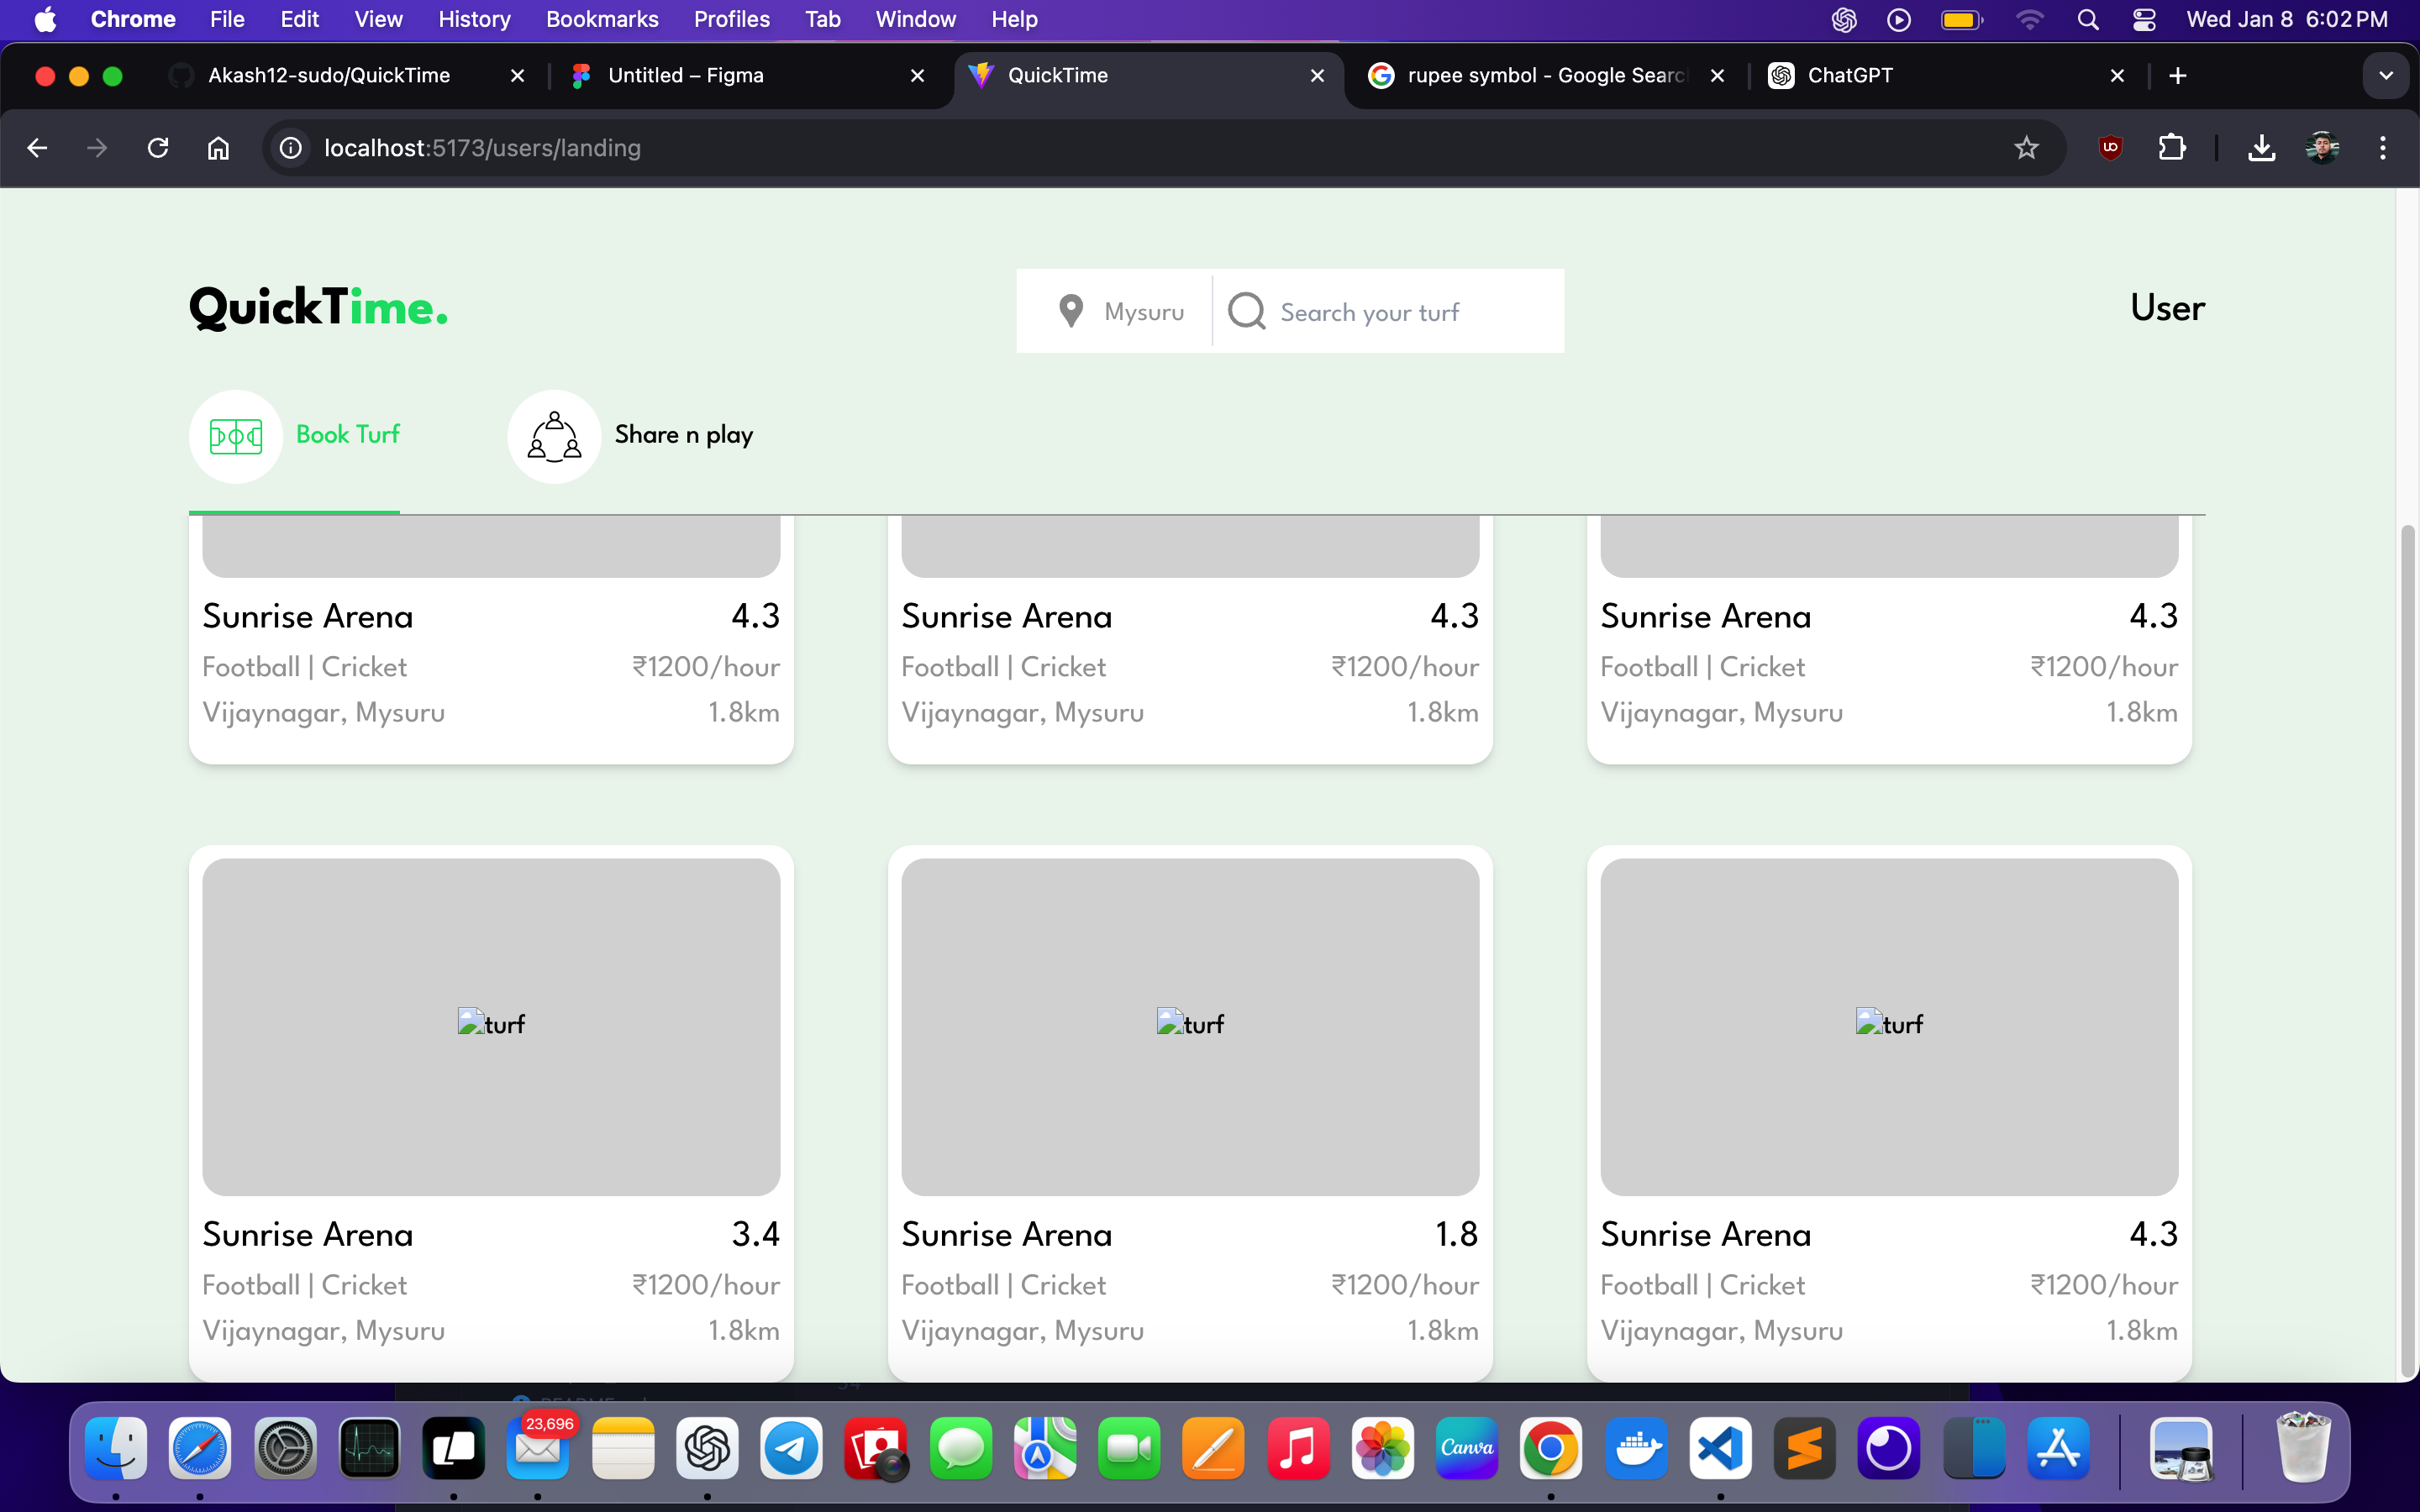 Chrome File Edit View History Bookmarks Profiles Tab Window Help Wed Jan 8 6:02 PM
Akash12-sudo/QuickTime Untitled – Figma QuickTime rupee symbol - Google Searc ChatGPT
localhost:5173/users/landing
QuickTime. Mysuru Search your turf User
Book Turf Share n play
Sunrise Arena 4.3 Sunrise Arena 4.3 Sunrise Arena 4.3
Football | Cricket ₹1200/hour Football | Cricket ₹1200/hour Football | Cricket ₹1200/hour
Vijaynagar, Mysuru 1.8km Vijaynagar, Mysuru 1.8km Vijaynagar, Mysuru 1.8km
turf turf turf
Sunrise Arena 3.4 Sunrise Arena 1.8 Sunrise Arena 4.3
Football | Cricket ₹1200/hour Football | Cricket ₹1200/hour Football | Cricket ₹1200/hour
Vijaynagar, Mysuru 1.8km Vijaynagar, Mysuru 1.8km Vijaynagar, Mysuru 1.8km
23,696
Canva